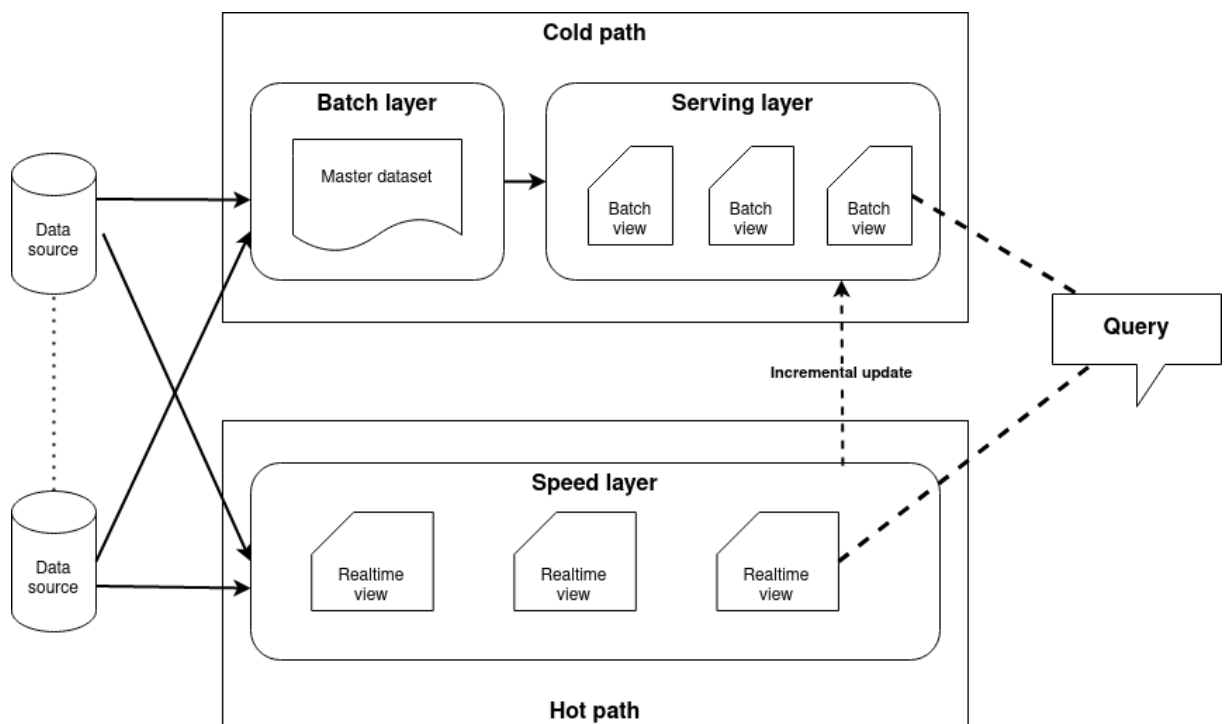 Cold path
Batch layer
Master dataset
Serving layer
Batch
view
Batch
view
Batch
view
Data
source
Query
Incremental update
Data
source
Speed layer
Realtime
view
Realtime
view
Realtime
view
Hot path